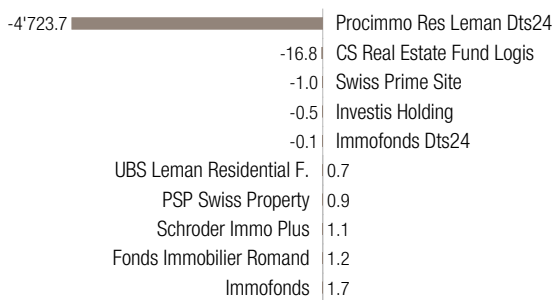 -4'723.7 Procimmo Res Leman Dts24
-16.8 CS Real Estate Fund Logis
-1.0 Swiss Prime Site
-0.5 Investis Holding
-0.1 Immofonds Dts24
UBS Leman Residential F. 0.7
PSP Swiss Property 0.9
Schroder Immo Plus 1.1
Fonds Immobilier Romand 1.2
Immofonds 1.7